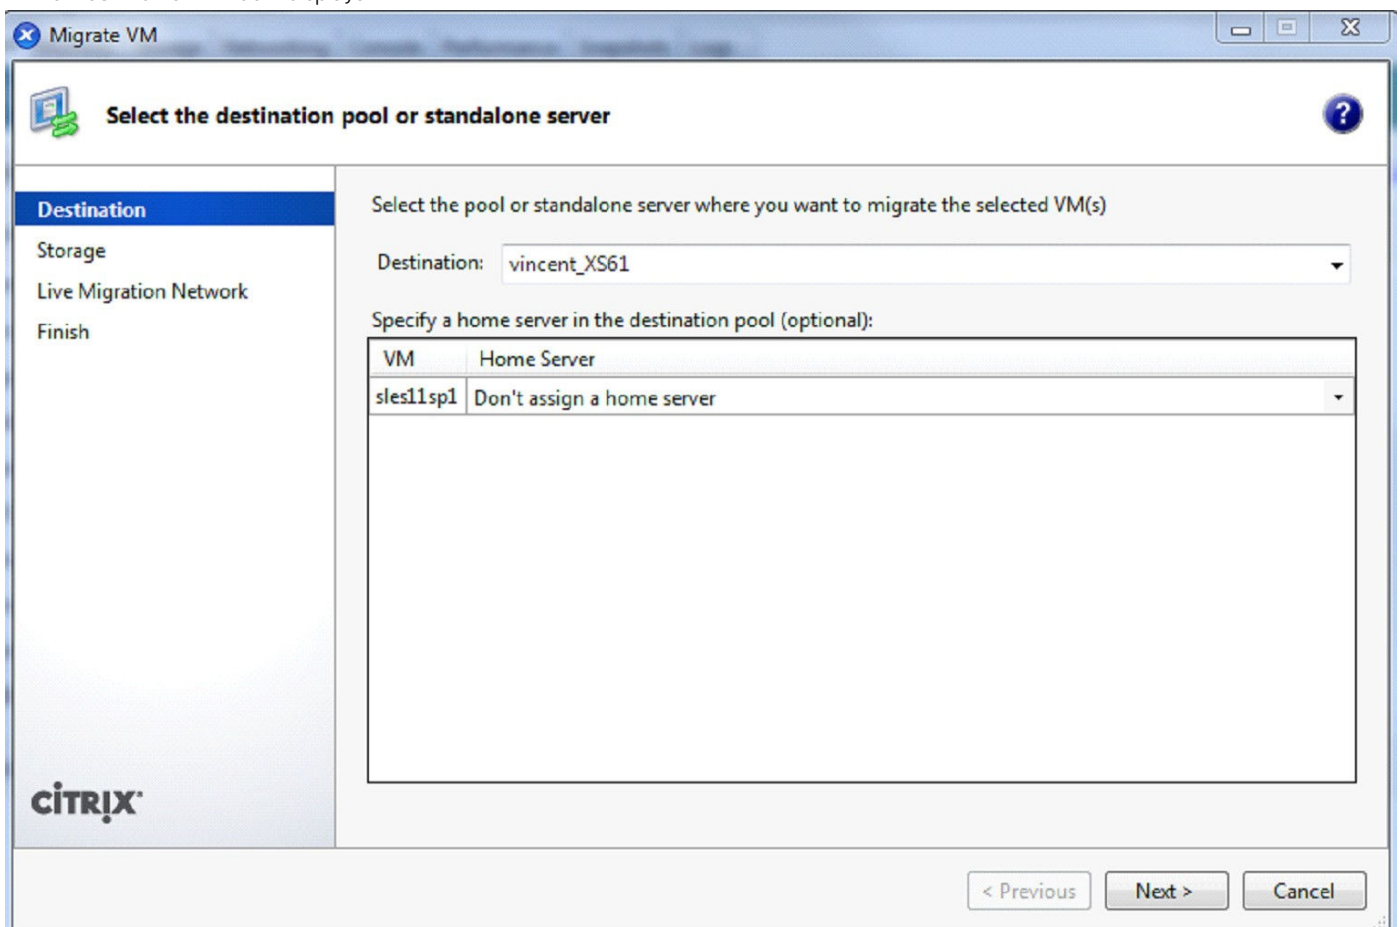 Migrate VM
Select the destination pool or standalone server
?
Destination
Storage
Live Migration Network
Finish
Select the pool or standalone server where you want to migrate the selected VM(s)
Destination: vincent_XS61
Specify a home server in the destination pool (optional):
VM Home Server
sles11sp1 Don't assign a home server
CİTRIX
< Previous Next > Cancel